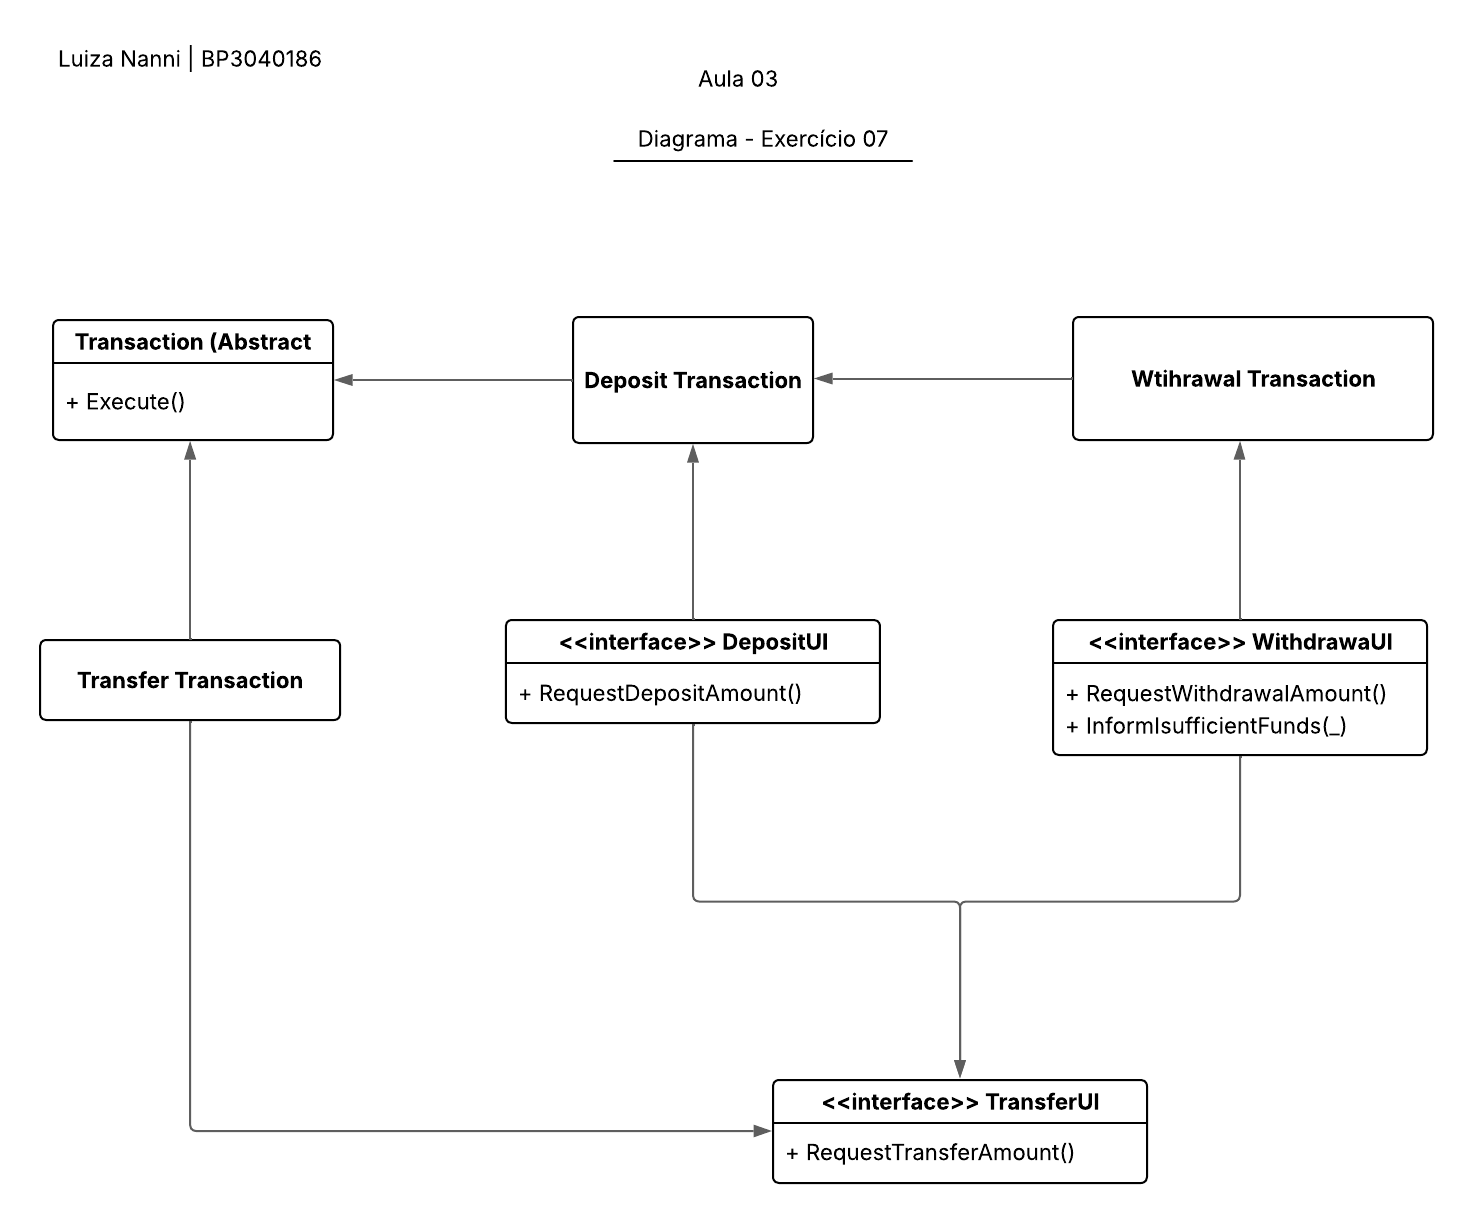 Luiza Nanni | BP3040186
Aula 03
Diagrama - Exercício 07
Transaction (Abstract
+ Execute()
Deposit Transaction
Wtihrawal Transaction
Transfer Transaction
<<interface>> DepositUI
+ RequestDepositAmount()
<<interface>> WithdrawaUI
+ RequestWithdrawalAmount()
+ InformIsufficientFunds(_)
<<interface>> TransferUI
+ RequestTransferAmount()